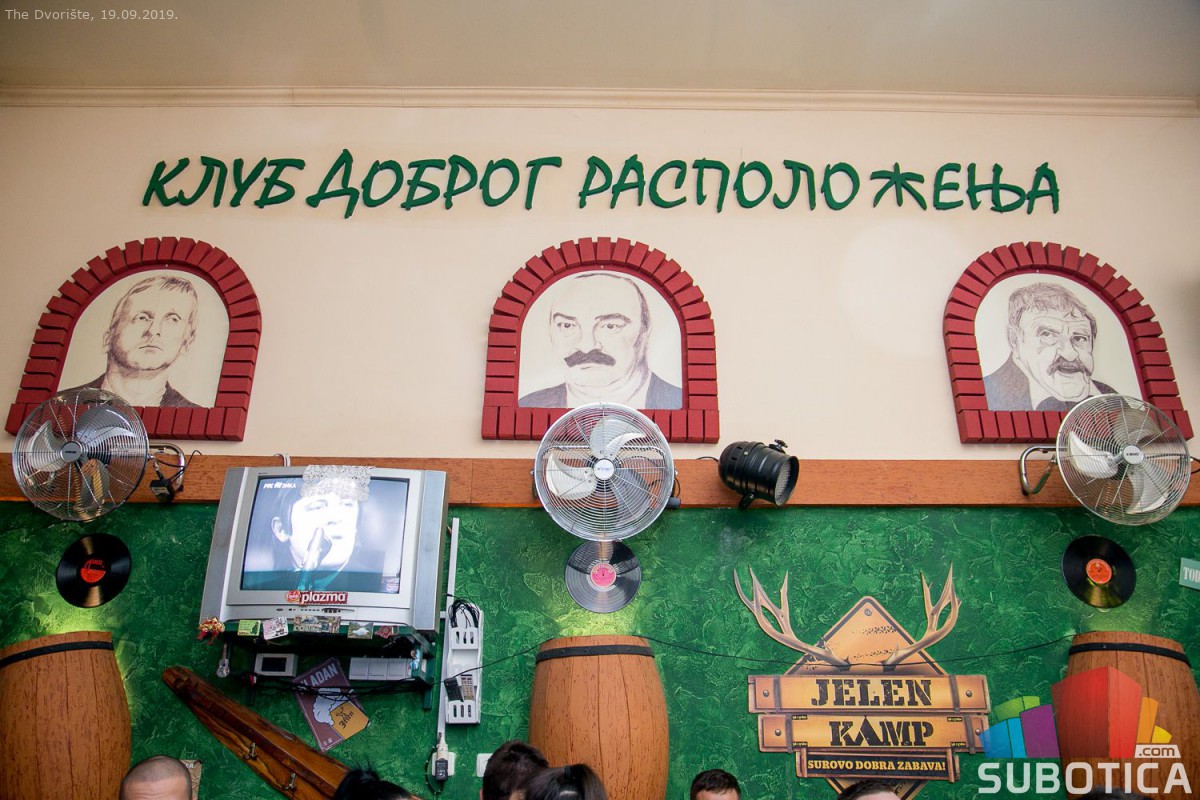 The Dvorište, 19.09.2019.
КЛУБ ДОБРОГ РАСПОЛОЖЕЊА
plazma
JELEN
KAMP
SUROVO DOBRA ZABAVA!
.com
SUBOTICA